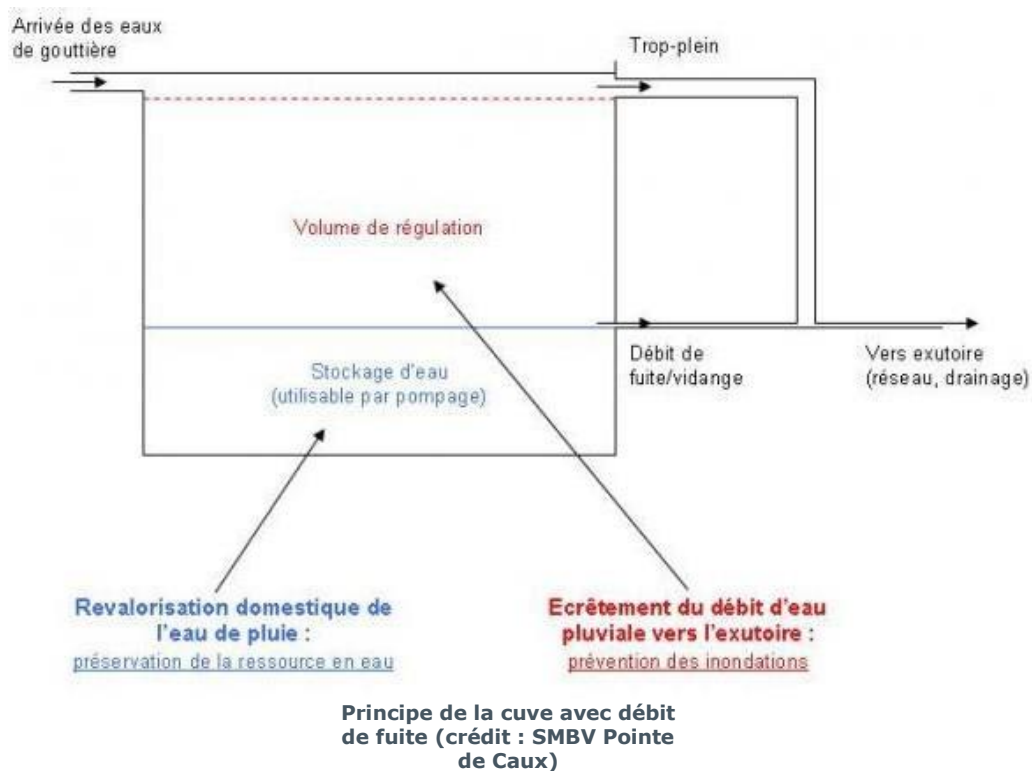 Arrivée des eaux
de gouttière
Trop-plein
Volume de régulation
Stockage d'eau
(utilisable par pompage)
Débit de
fuite/vidange
Vers exutoire
(réseau, drainage)
Revalorisation domestique de
l'eau de pluie :
préservation de la ressource en eau
Ecrêtement du débit d'eau
pluviale vers l'exutoire :
prévention des inondations
Principe de la cuve avec débit
de fuite (crédit : SMBV Pointe
de Caux)